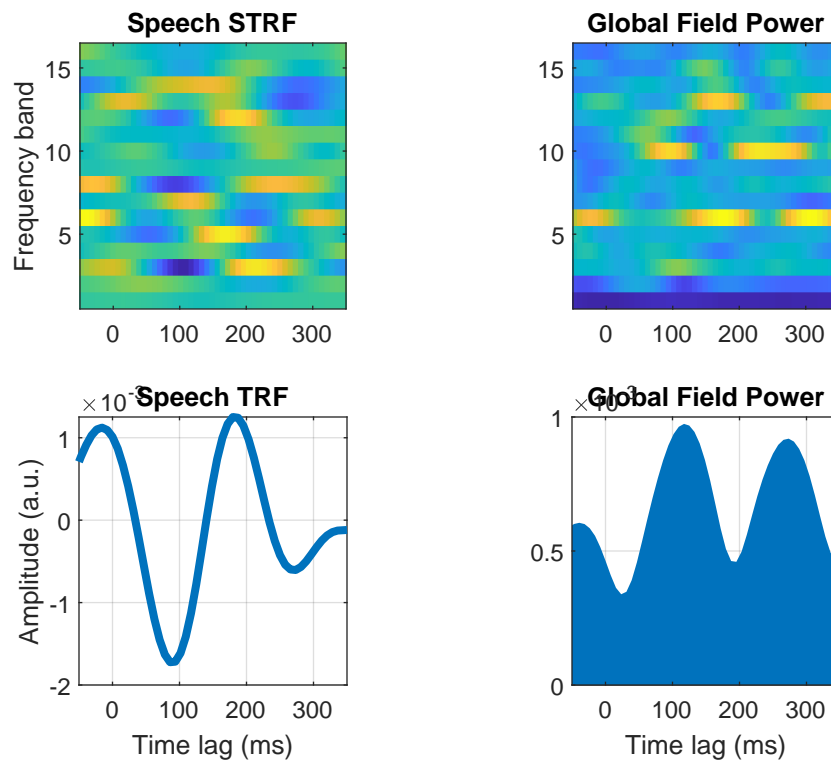 Speech STRF
Frequency band
15
10
5
0 100 200 300
Global Field Power
15
10
5
0 100 200 300
Speech TRF
× 10⁻³
Amplitude (a.u.)
1
0
-1
-2
0 100 200 300
Time lag (ms)
Global Field Power
× 10⁻³
1
0.5
0
0 100 200 300
Time lag (ms)